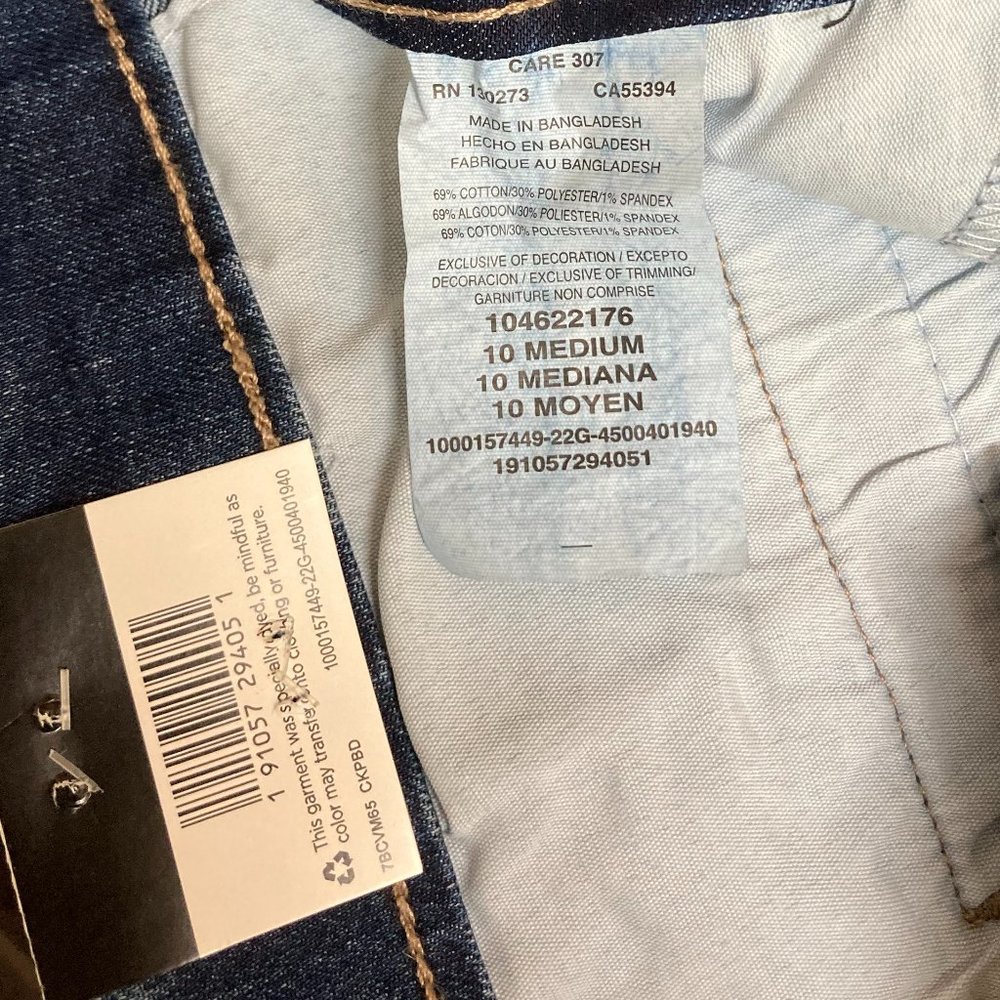 CARE 307
RN 130273 CA55394
MADE IN BANGLADESH
HECHO EN BANGLADESH
FABRIQUE AU BANGLADESH
69% COTTON/30% POLYESTER/1% SPANDEX
69% ALGODON/30% POLIESTER/1% SPANDEX
69% COTON/30% POLYESTER/1% SPANDEX
EXCLUSIVE OF DECORATION / EXCEPTO
DECORACION / EXCLUSIVE OF TRIMMING/
GARNITURE NON COMPRISE
104622176
10 MEDIUM
10 MEDIANA
10 MOYEN
1000157449-22G-4500401940
191057294051
1 91057 29405 1
This garment was specially dyed, be mindful as
color may transfer onto clothing or furniture.
1000157449-22G-4500401940
7BCVM65 CKPBD